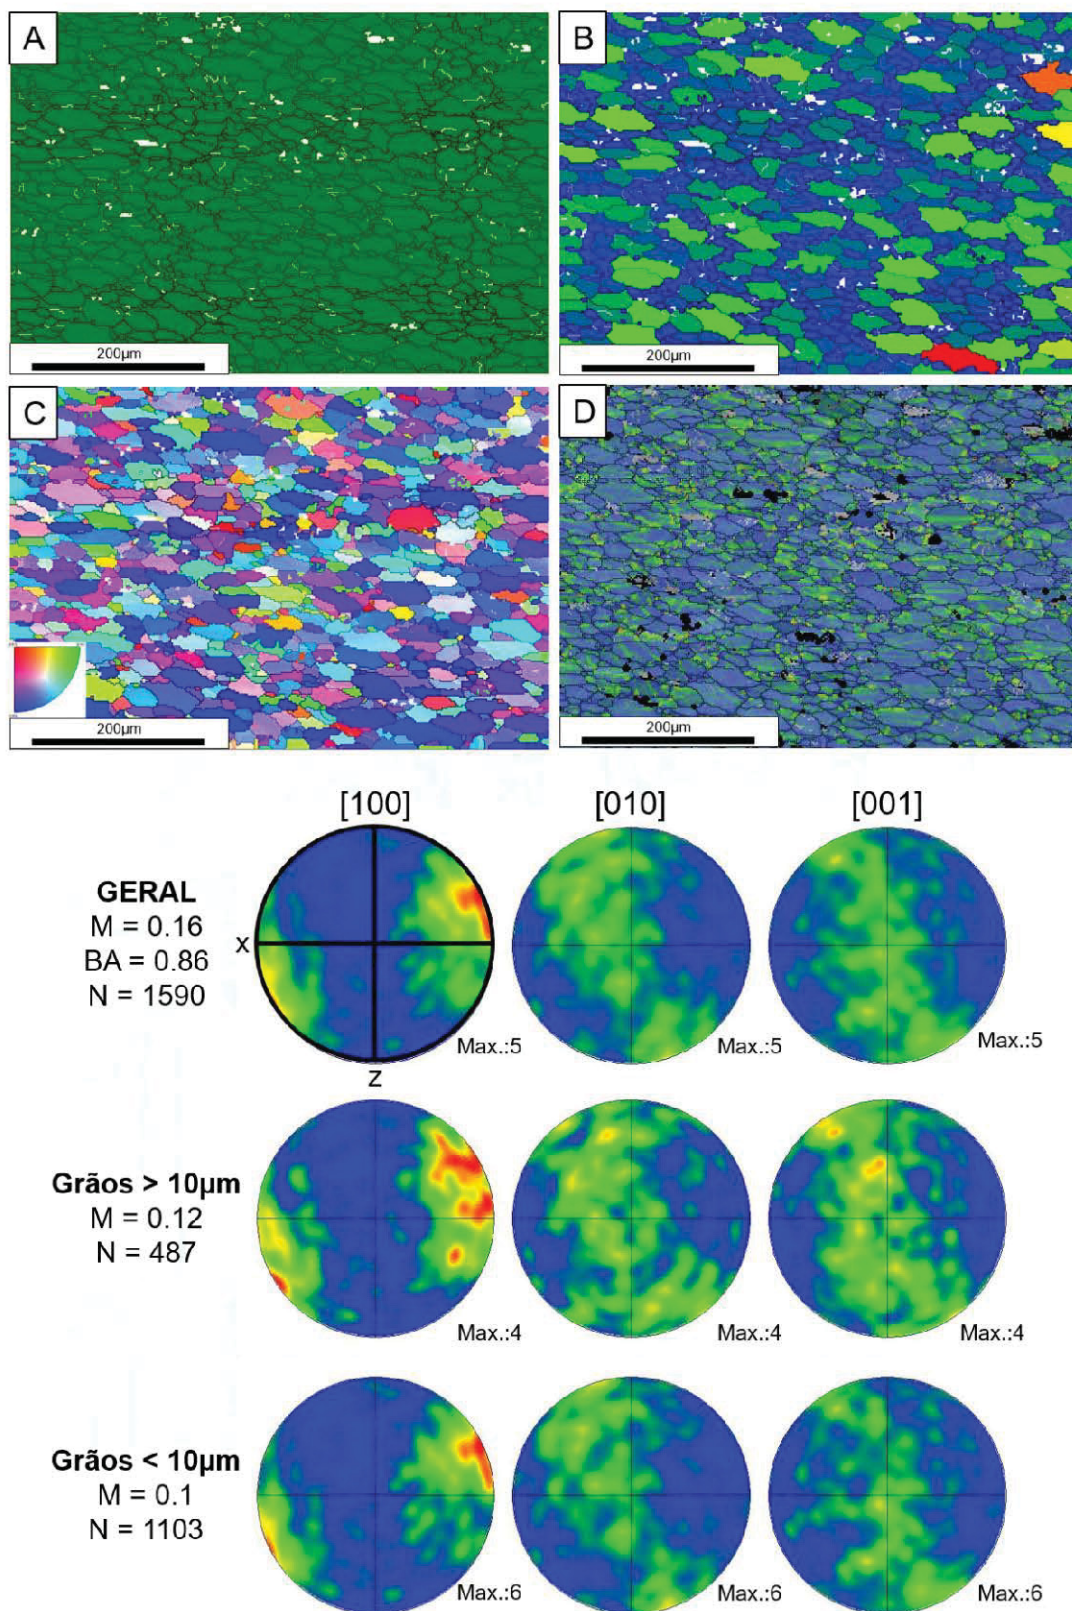 A
B
200µm
200µm
C
D
200µm
200µm
[100]
[010]
[001]
GERAL
M = 0.16
BA = 0.86
N = 1590
x
z
Max.:5
Max.:5
Max.:5
Grãos > 10µm
M = 0.12
N = 487
Max.:4
Max.:4
Max.:4
Grãos < 10µm
M = 0.1
N = 1103
Max.:6
Max.:6
Max.:6